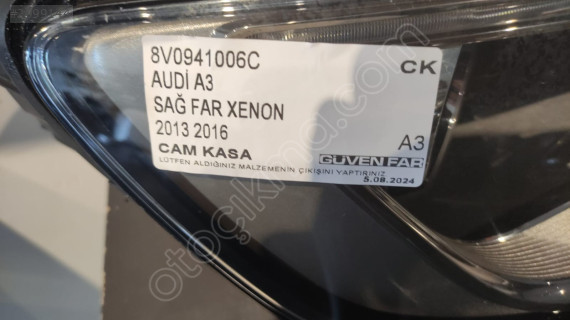 8V0941006C
CK
AUDİ A3
SAĞ FAR XENON
2013 2016
A3
CAM KASA
GÜVEN FAR
LÜTFEN ALDIĞINIZ MALZEMENİN ÇIKIŞINI YAPTIRINIZ
5.09.2024
otoçıkma.com